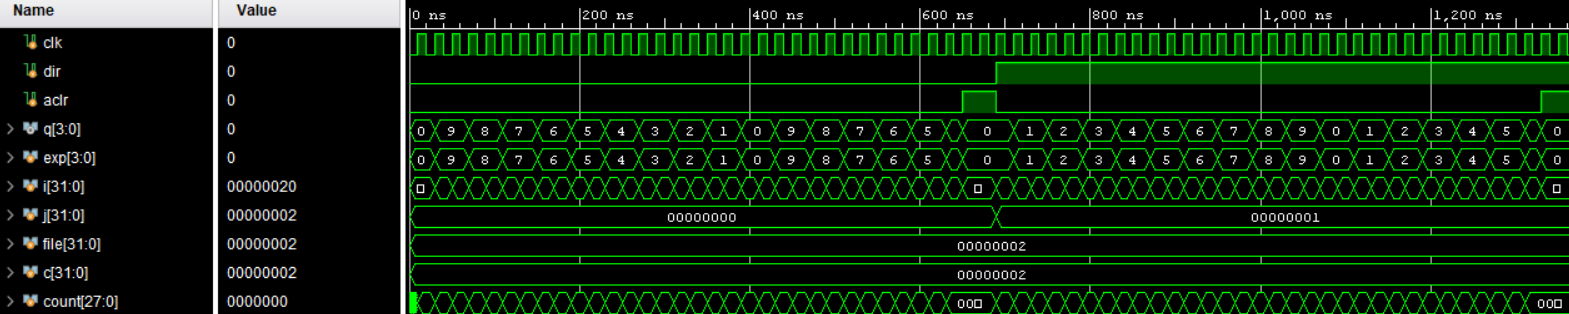 Name Value 0 ns 200 ns 400 ns 600 ns 800 ns 1,000 ns 1,200 ns
clk 0
dir 0
aclr 0
q[3:0] 0 0 9 8 7 6 5 4 3 2 1 0 9 8 7 6 5 0 1 2 3 4 5 6 7 8 9 0 1 2 3 4 5 0
exp[3:0] 0 0 9 8 7 6 5 4 3 2 1 0 9 8 7 6 5 0 1 2 3 4 5 6 7 8 9 0 1 2 3 4 5 0
i[31:0] 00000020
j[31:0] 00000002 00000000 00000001
file[31:0] 00000002 00000002
c[31:0] 00000002 00000002
count[27:0] 0000000 00 00